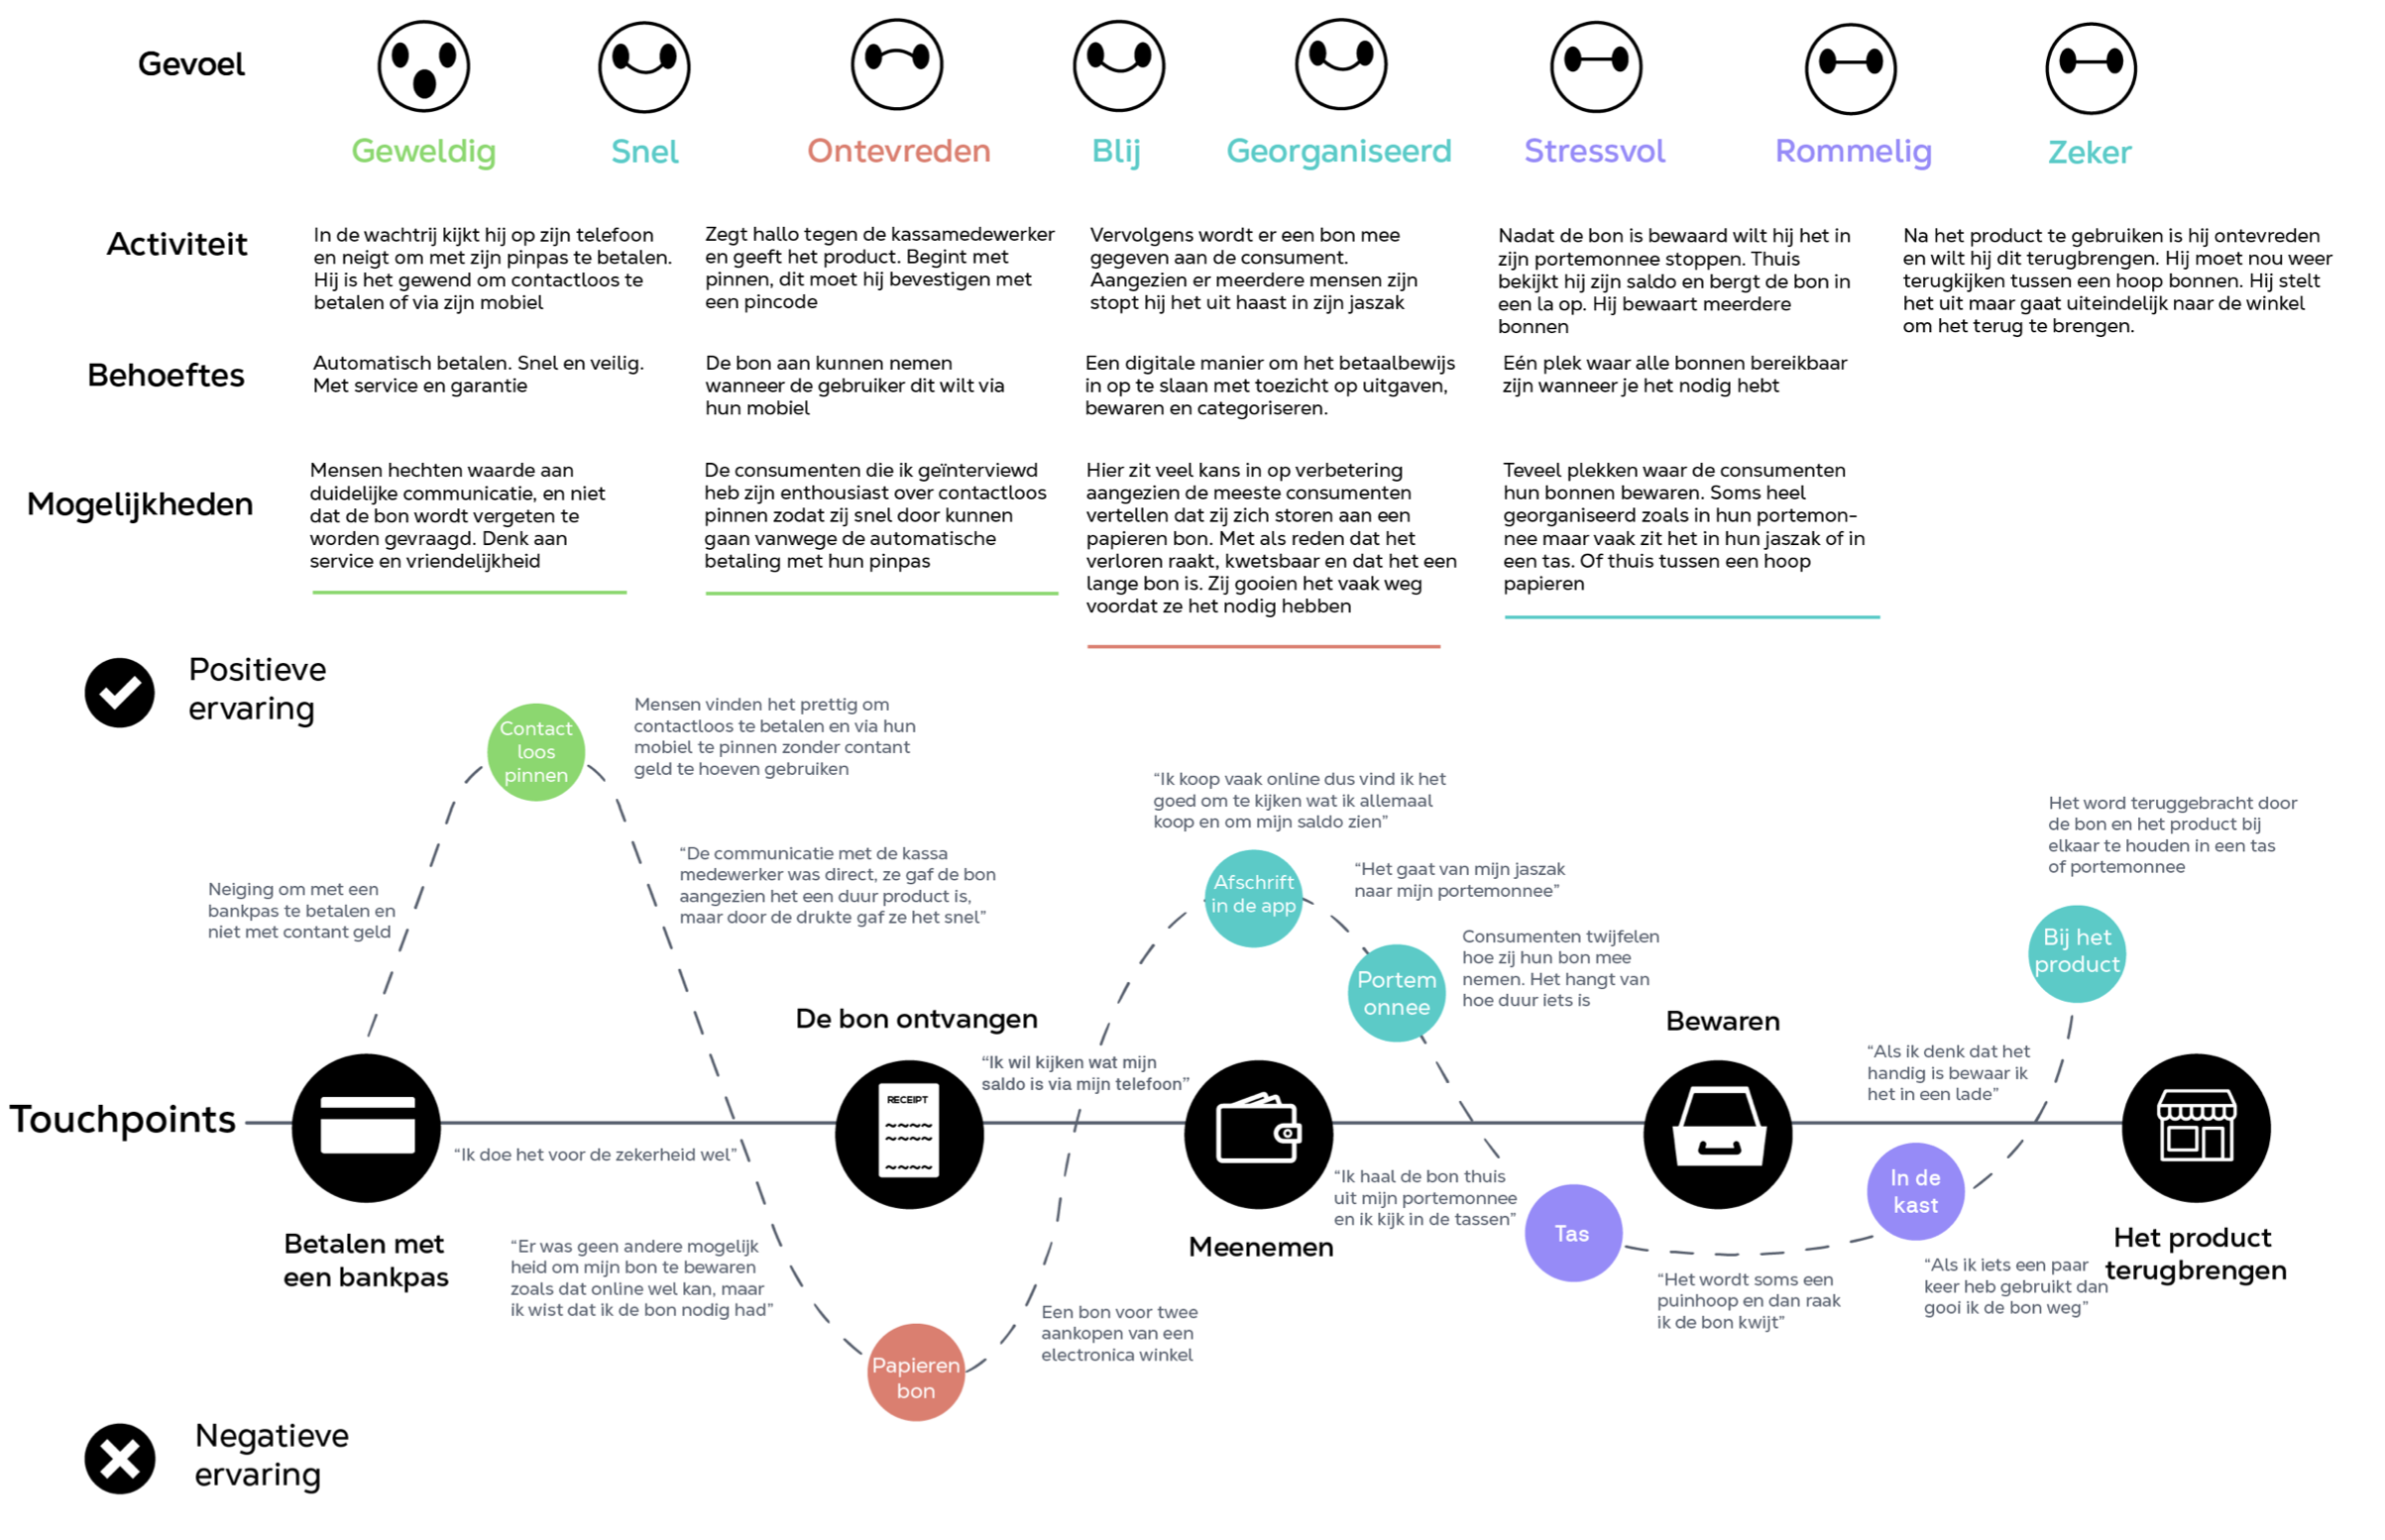 Gevoel
Geweldig
Snel
Ontevreden
Blij
Georganiseerd
Stressvol
Rommelig
Zeker
Activiteit
In de wachtrij kijkt hij op zijn telefoon
en neigt om met zijn pinpas te betalen.
Hij is het gewend om contactloos te
betalen of via zijn mobiel
Zegt hallo tegen de kassamedewerker
en geeft het product. Begint met
pinnen, dit moet hij bevestigen met
een pincode
Vervolgens wordt er een bon mee
gegeven aan de consument.
Aangezien er meerdere mensen zijn
stopt hij het uit haast in zijn jaszak
Nadat de bon is bewaard wilt hij het in
zijn portemonnee stoppen. Thuis
bekijkt hij zijn saldo en bergt de bon in
een la op. Hij bewaart meerdere
bonnen
Na het product te gebruiken is hij ontevreden
en wilt hij dit terugbrengen. Hij moet nou weer
terugkijken tussen een hoop bonnen. Hij stelt
het uit maar gaat uiteindelijk naar de winkel
om het terug te brengen.
Behoeftes
Automatisch betalen. Snel en veilig.
Met service en garantie
De bon aan kunnen nemen
wanneer de gebruiker dit wilt via
hun mobiel
Een digitale manier om het betaalbewijs
in op te slaan met toezicht op uitgaven,
bewaren en categoriseren.
Eén plek waar alle bonnen bereikbaar
zijn wanneer je het nodig hebt
Mogelijkheden
Mensen hechten waarde aan
duidelijke communicatie, en niet
dat de bon wordt vergeten te
worden gevraagd. Denk aan
service en vriendelijkheid
De consumenten die ik geïnterviewd
heb zijn enthousiast over contactloos
pinnen zodat zij snel door kunnen
gaan vanwege de automatische
betaling met hun pinpas
Hier zit veel kans in op verbetering
aangezien de meeste consumenten
vertellen dat zij zich storen aan een
papieren bon. Met als reden dat het
verloren raakt, kwetsbaar en dat het een
lange bon is. Zij gooien het vaak weg
voordat ze het nodig hebben
Teveel plekken waar de consumenten
hun bonnen bewaren. Soms heel
georganiseerd zoals in hun portemon-
nee maar vaak zit het in hun jaszak of in
een tas. Of thuis tussen een hoop
papieren
Positieve
ervaring
Contact
loos
pinnen
Mensen vinden het prettig om
contactloos te betalen en via hun
mobiel te pinnen zonder contant
geld te hoeven gebruiken
Neiging om met een
bankpas te betalen en
niet met contant geld
“De communicatie met de kassa
medewerker was direct, ze gaf de bon
aangezien het een duur product is,
maar door de drukte gaf ze het snel”
“Ik koop vaak online dus vind ik het
goed om te kijken wat ik allemaal
koop en om mijn saldo zien”
Afschrift
in de app
“Het gaat van mijn jaszak
naar mijn portemonnee”
Portem
onnee
Consumenten twijfelen
hoe zij hun bon mee
nemen. Het hangt van
hoe duur iets is
Het word teruggebracht door
de bon en het product bij
elkaar te houden in een tas
of portemonnee
Bij het
product
De bon ontvangen
“Ik wil kijken wat mijn
saldo is via mijn telefoon”
Bewaren
“Als ik denk dat het
handig is bewaar ik
het in een lade”
Touchpoints
RECEIPT
“Ik doe het voor de zekerheid wel”
Betalen met
een bankpas
“Er was geen andere mogelijk
heid om mijn bon te bewaren
zoals dat online wel kan, maar
ik wist dat ik de bon nodig had”
Papieren
bon
Een bon voor twee
aankopen van een
electronica winkel
Meenemen
“Ik haal de bon thuis
uit mijn portemonnee
en ik kijk in de tassen”
Tas
“Het wordt soms een
puinhoop en dan raak
ik de bon kwijt”
In de
kast
“Als ik iets een paar
keer heb gebruikt dan
gooi ik de bon weg”
Het product
terugbrengen
Negatieve
ervaring